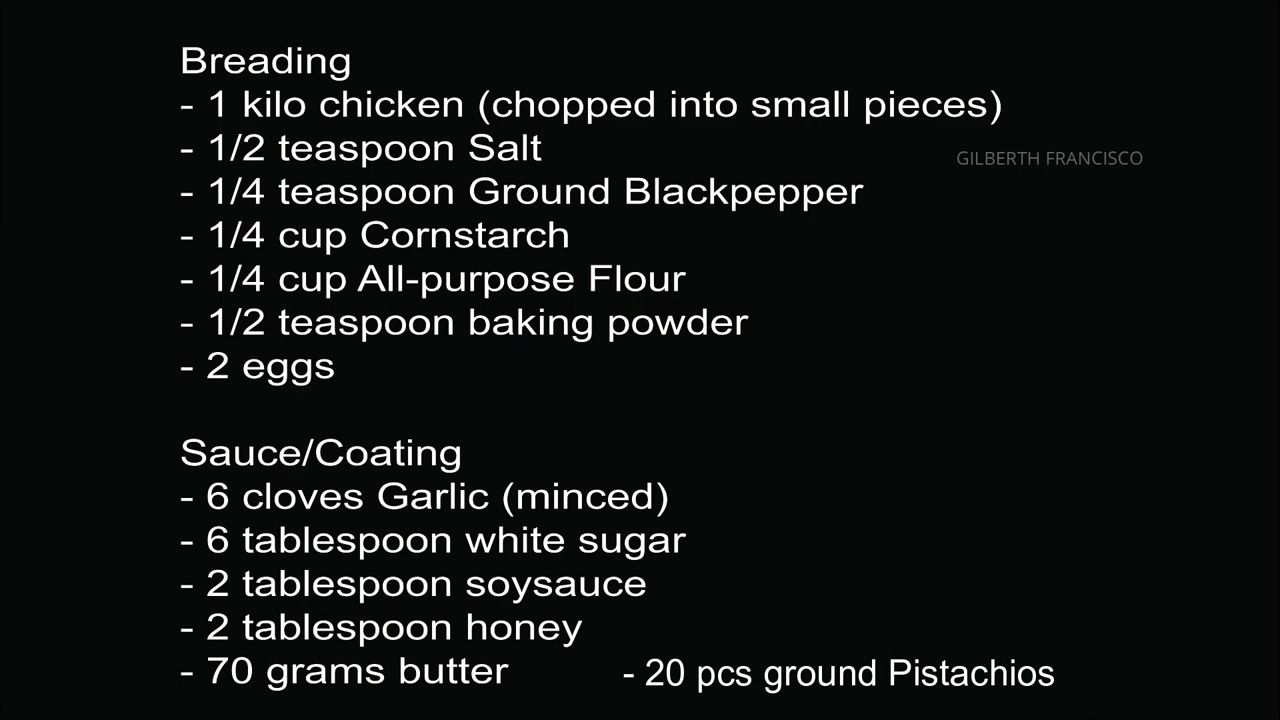 Breading
- 1 kilo chicken (chopped into small pieces)
- 1/2 teaspoon Salt
GILBERTH FRANCISCO
- 1/4 teaspoon Ground Blackpepper
- 1/4 cup Cornstarch
- 1/4 cup All-purpose Flour
- 1/2 teaspoon baking powder
- 2 eggs
Sauce/Coating
- 6 cloves Garlic (minced)
- 6 tablespoon white sugar
- 2 tablespoon soysauce
- 2 tablespoon honey
- 70 grams butter - 20 pcs ground Pistachios